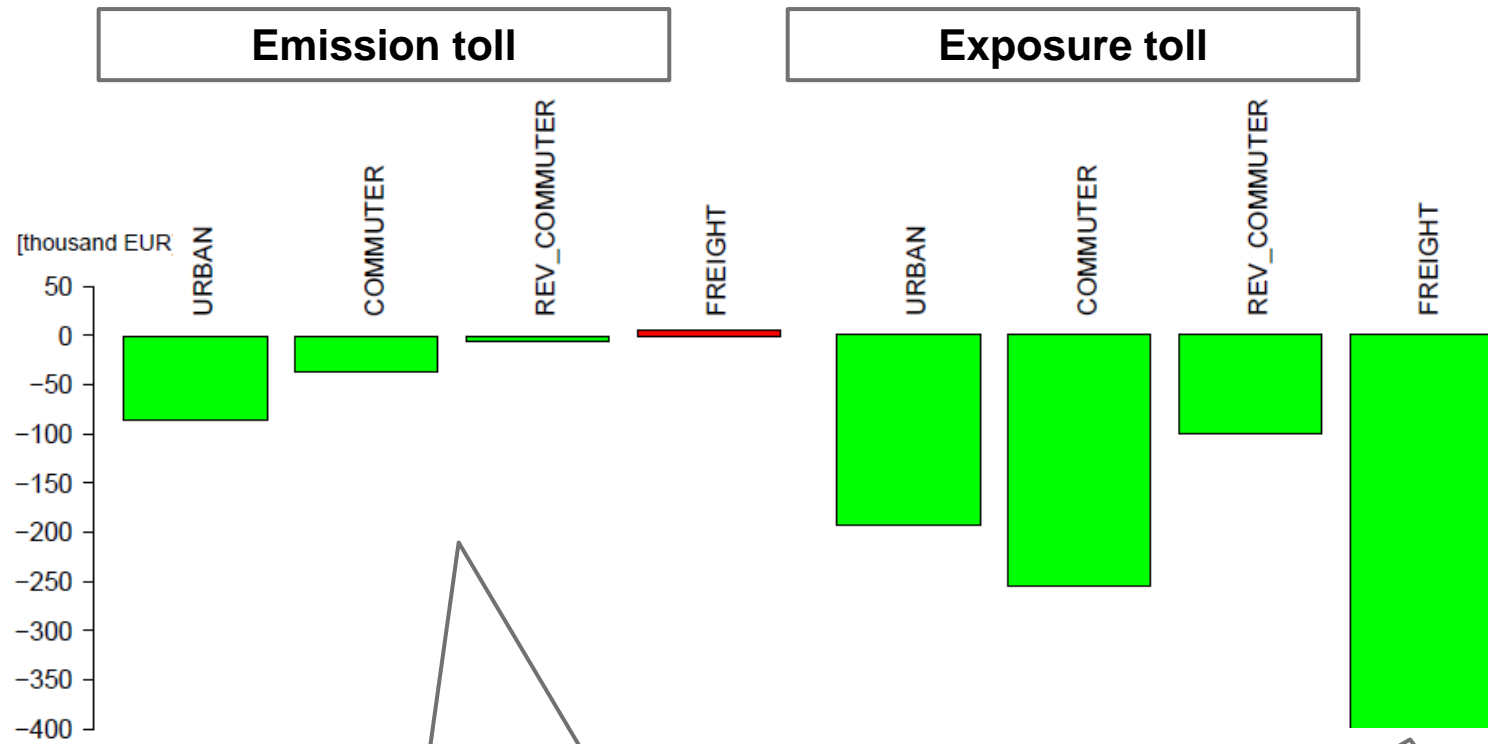 Emission toll
Exposure toll
[thousand EUR]
URBAN
COMMUTER
REV_COMMUTER
FREIGHT
URBAN
COMMUTER
REV_COMMUTER
FREIGHT
50
0
−50
−100
−150
−200
−250
−300
−350
−400